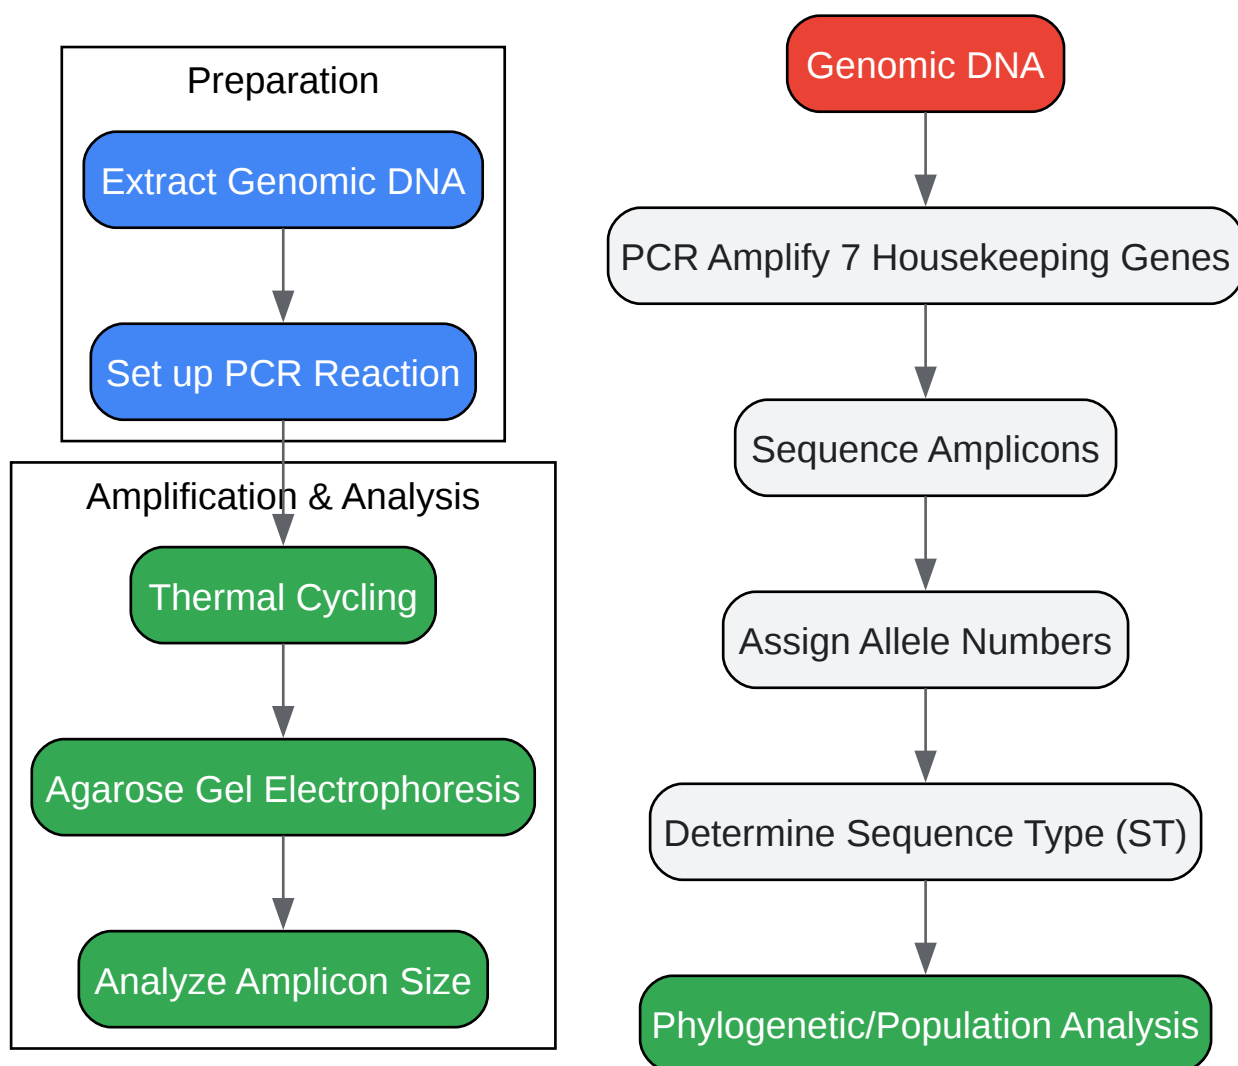 Preparation
Extract Genomic DNA
Set up PCR Reaction
Amplification & Analysis
Thermal Cycling
Agarose Gel Electrophoresis
Analyze Amplicon Size
Genomic DNA
PCR Amplify 7 Housekeeping Genes
Sequence Amplicons
Assign Allele Numbers
Determine Sequence Type (ST)
Phylogenetic/Population Analysis